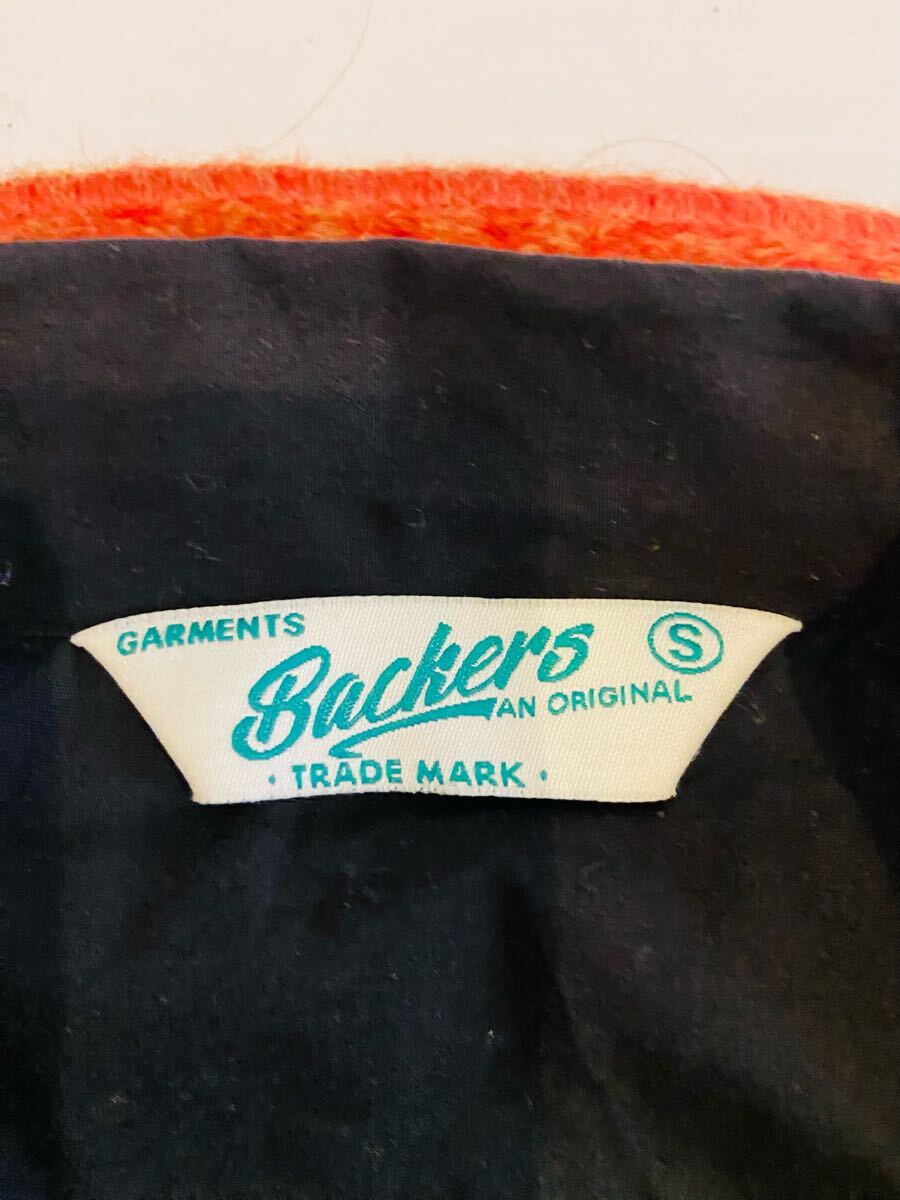 GARMENTS
S
Backers
AN ORIGINAL
· TRADE MARK ·